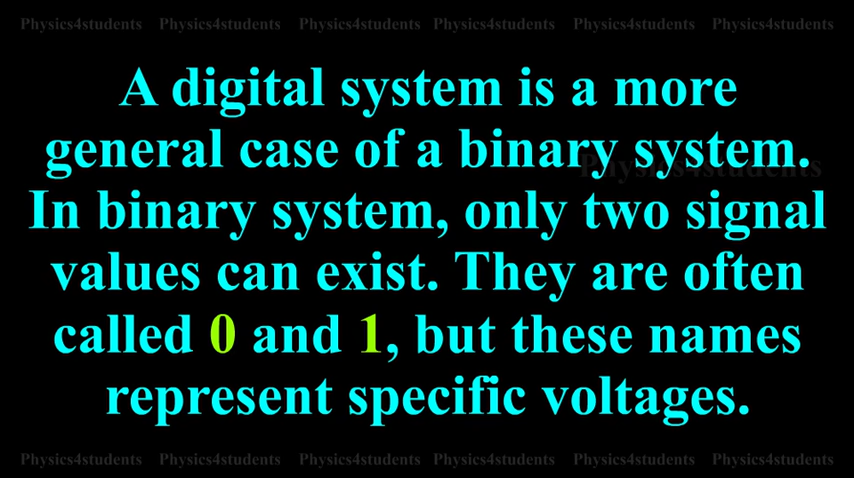 Physics4students Physics4students Physics4students Physics4students Physics4students Physics4students
A digital system is a more
general case of a binary system.
Physics4students
In binary system, only two signal
values can exist. They are often
called 0 and 1, but these names
represent specific voltages.
Physics4students Physics4students Physics4students Physics4students Physics4students Physics4students